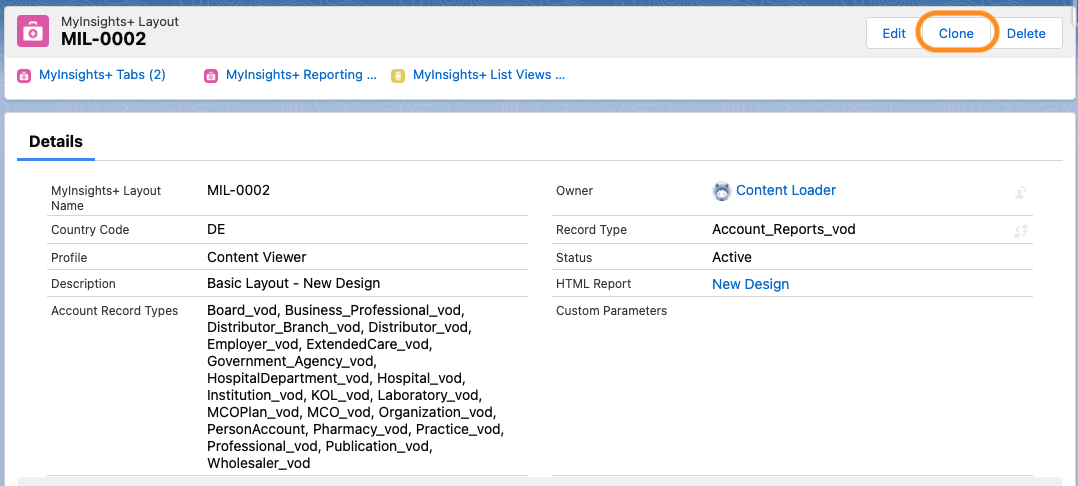 MyInsights+ Layout
MIL-0002
Edit
Clone
Delete
MyInsights+ Tabs (2)
MyInsights+ Reporting ...
MyInsights+ List Views ...
Details
MyInsights+ Layout
Name
MIL-0002
Owner
Content Loader
Country Code
DE
Record Type
Account_Reports_vod
Profile
Content Viewer
Status
Active
Description
Basic Layout - New Design
HTML Report
New Design
Account Record Types
Board_vod, Business_Professional_vod,
Distributor_Branch_vod, Distributor_vod,
Employer_vod, ExtendedCare_vod,
Government_Agency_vod,
HospitalDepartment_vod, Hospital_vod,
Institution_vod, KOL_vod, Laboratory_vod,
MCOPlan_vod, MCO_vod, Organization_vod,
PersonAccount, Pharmacy_vod, Practice_vod,
Professional_vod, Publication_vod,
Wholesaler_vod
Custom Parameters